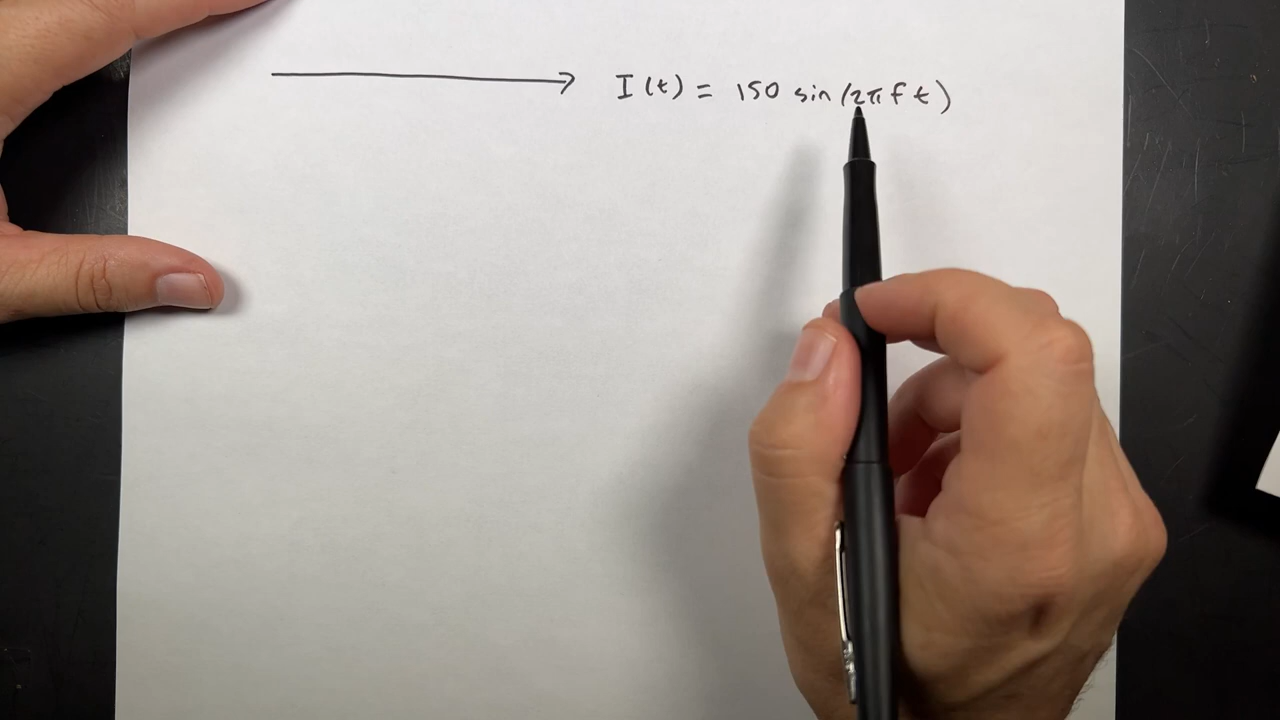 I(t) = 150 sin(2πft)